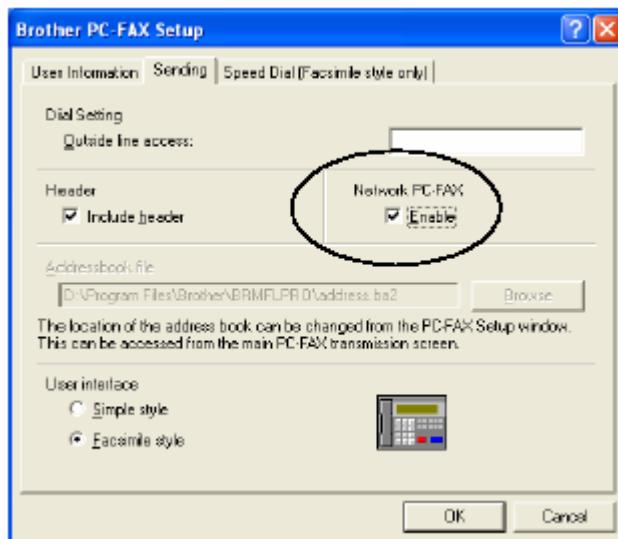 Brother PC-FAX Setup
User Information Sending Speed Dial (Facsimile style only)
Dial Setting
Outside line access:
Header
Network PC-FAX
Include header
Enable
Addressbook file
D:\Program Files\Brother\BRMFLPRO\address.ba2
Browse
The location of the address book can be changed from the PC-FAX Setup window.
This can be accessed from the main PC-FAX transmission screen.
User interface
Simple style
Facsimile style
OK Cancel